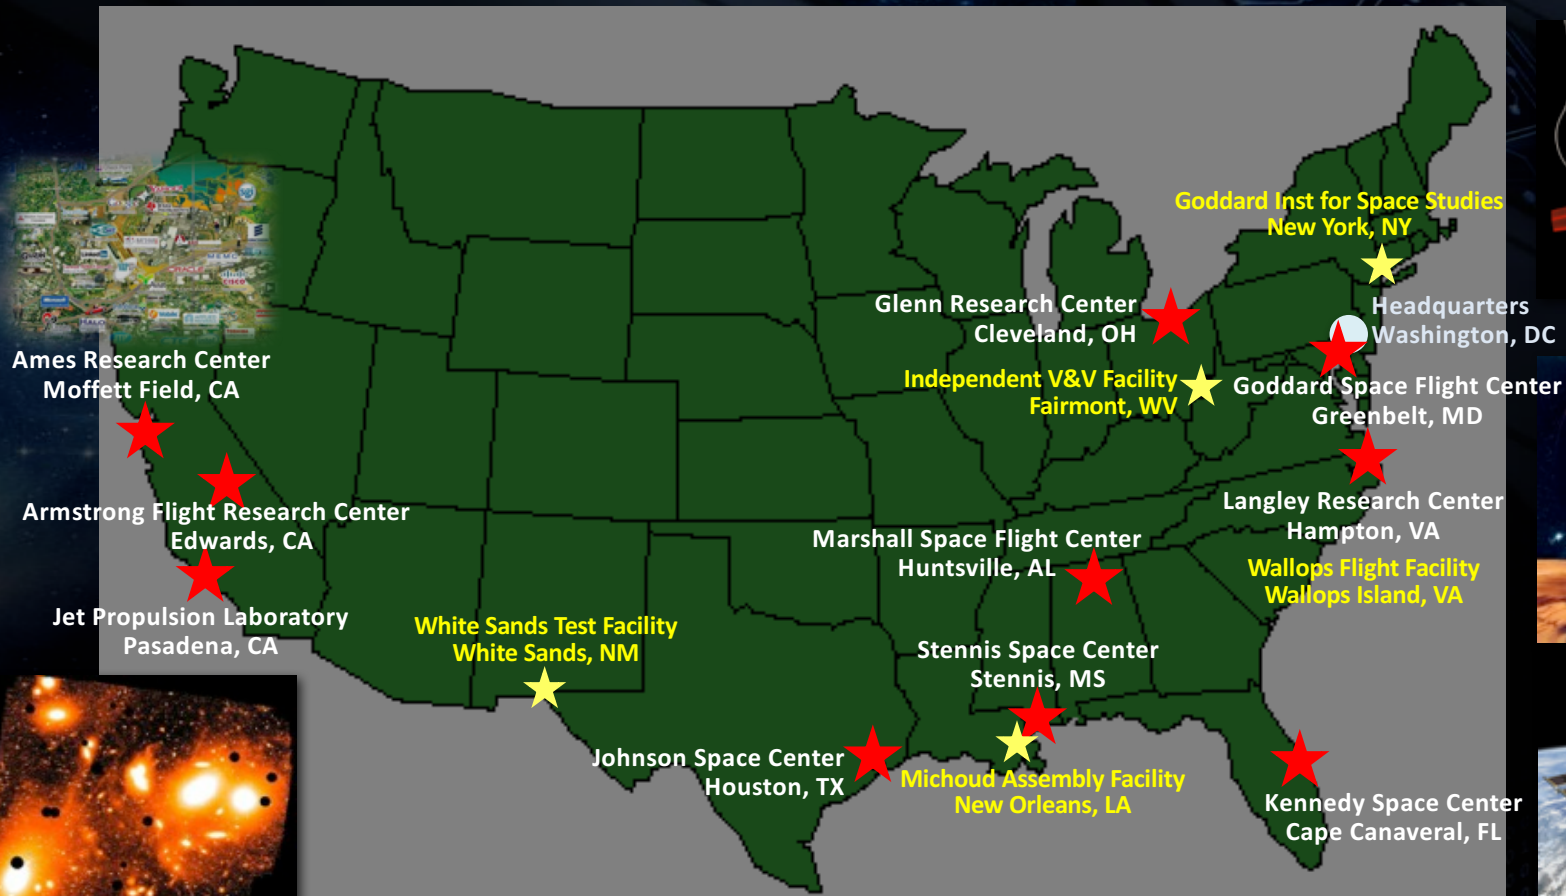 Goddard Inst for Space Studies
New York, NY
Glenn Research Center
Cleveland, OH
Headquarters
Washington, DC
Ames Research Center
Moffett Field, CA
Independent V&V Facility
Fairmont, WV
Goddard Space Flight Center
Greenbelt, MD
Armstrong Flight Research Center
Edwards, CA
Langley Research Center
Hampton, VA
Marshall Space Flight Center
Huntsville, AL
Wallops Flight Facility
Wallops Island, VA
Jet Propulsion Laboratory
Pasadena, CA
White Sands Test Facility
White Sands, NM
Stennis Space Center
Stennis, MS
Johnson Space Center
Houston, TX
Michoud Assembly Facility
New Orleans, LA
Kennedy Space Center
Cape Canaveral, FL